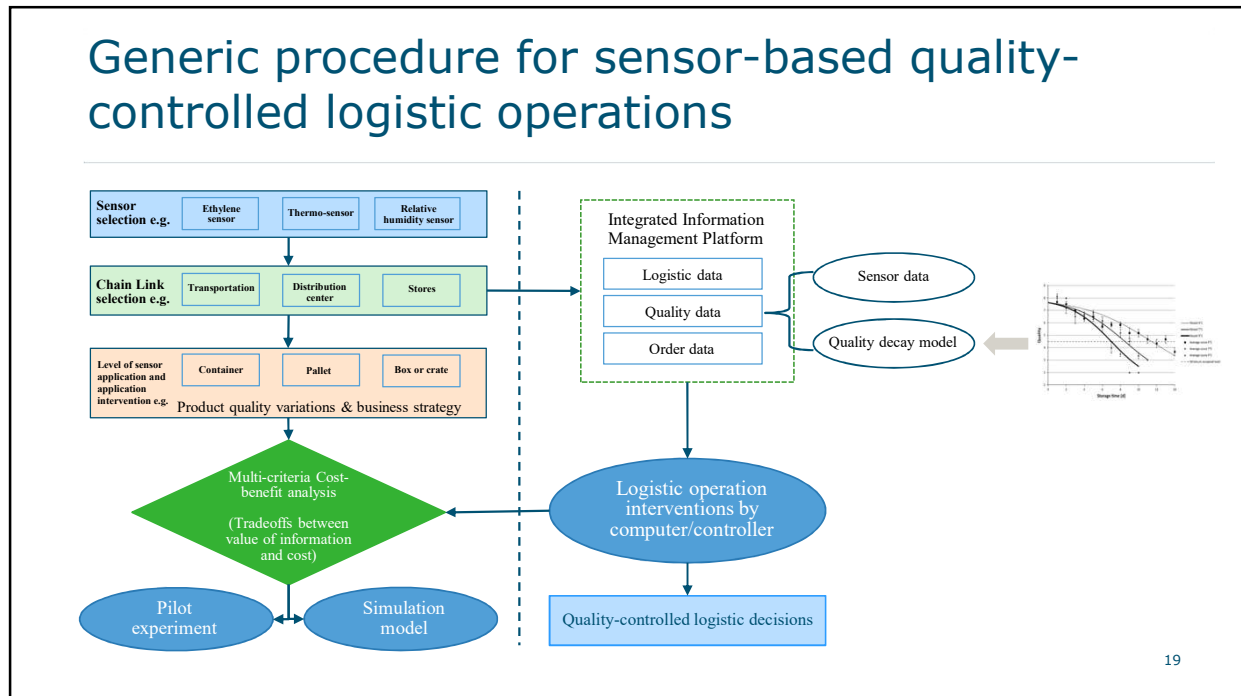 Generic procedure for sensor-based quality-
controlled logistic operations
Sensor
selection e.g.
Ethylene
sensor
Thermo-sensor
Relative
humidity sensor
Chain Link
selection e.g.
Transportation
Distribution
center
Stores
Level of sensor
application and
application
intervention e.g.
Container
Pallet
Box or crate
Product quality variations & business strategy
Multi-criteria Cost-
benefit analysis
(Tradeoffs between
value of information
and cost)
Pilot
experiment
Simulation
model
Integrated Information
Management Platform
Logistic data
Quality data
Order data
Sensor data
Quality decay model
Quality
Storage time [d]
Logistic operation
interventions by
computer/controller
Quality-controlled logistic decisions
19